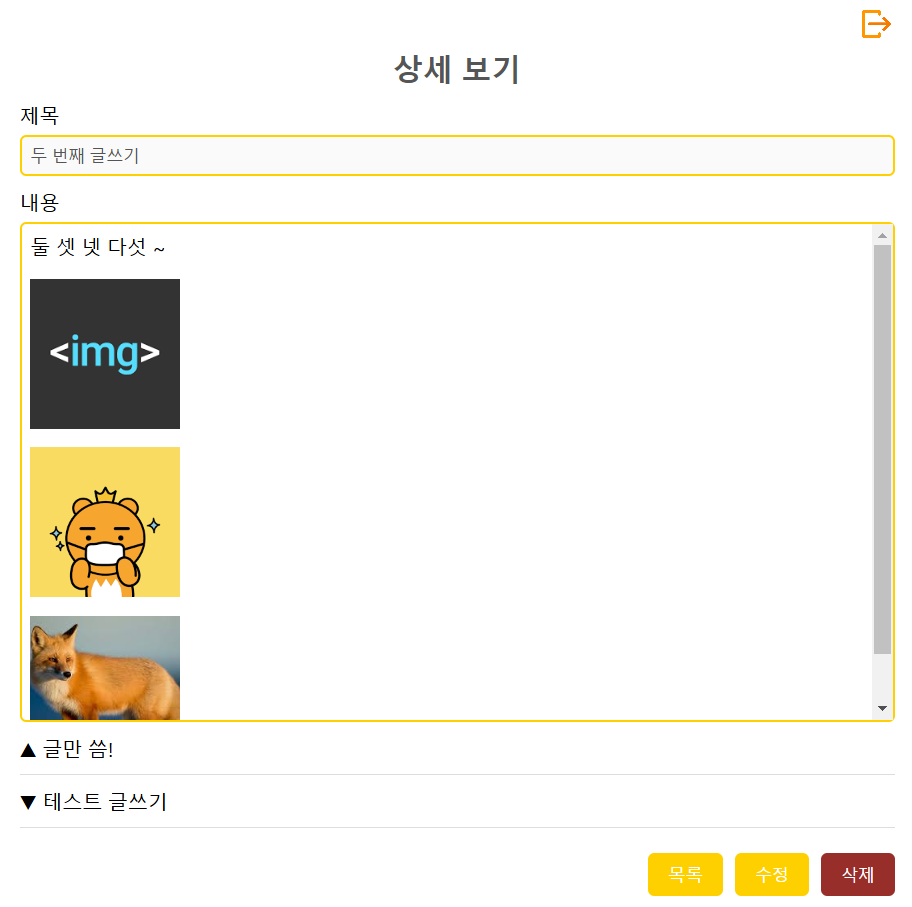 상세 보기
제목
두 번째 글쓰기
내용
둘 셋 넷 다섯 ~
<img>
▲ 글만 씀!
▼ 테스트 글쓰기
목록 수정 삭제